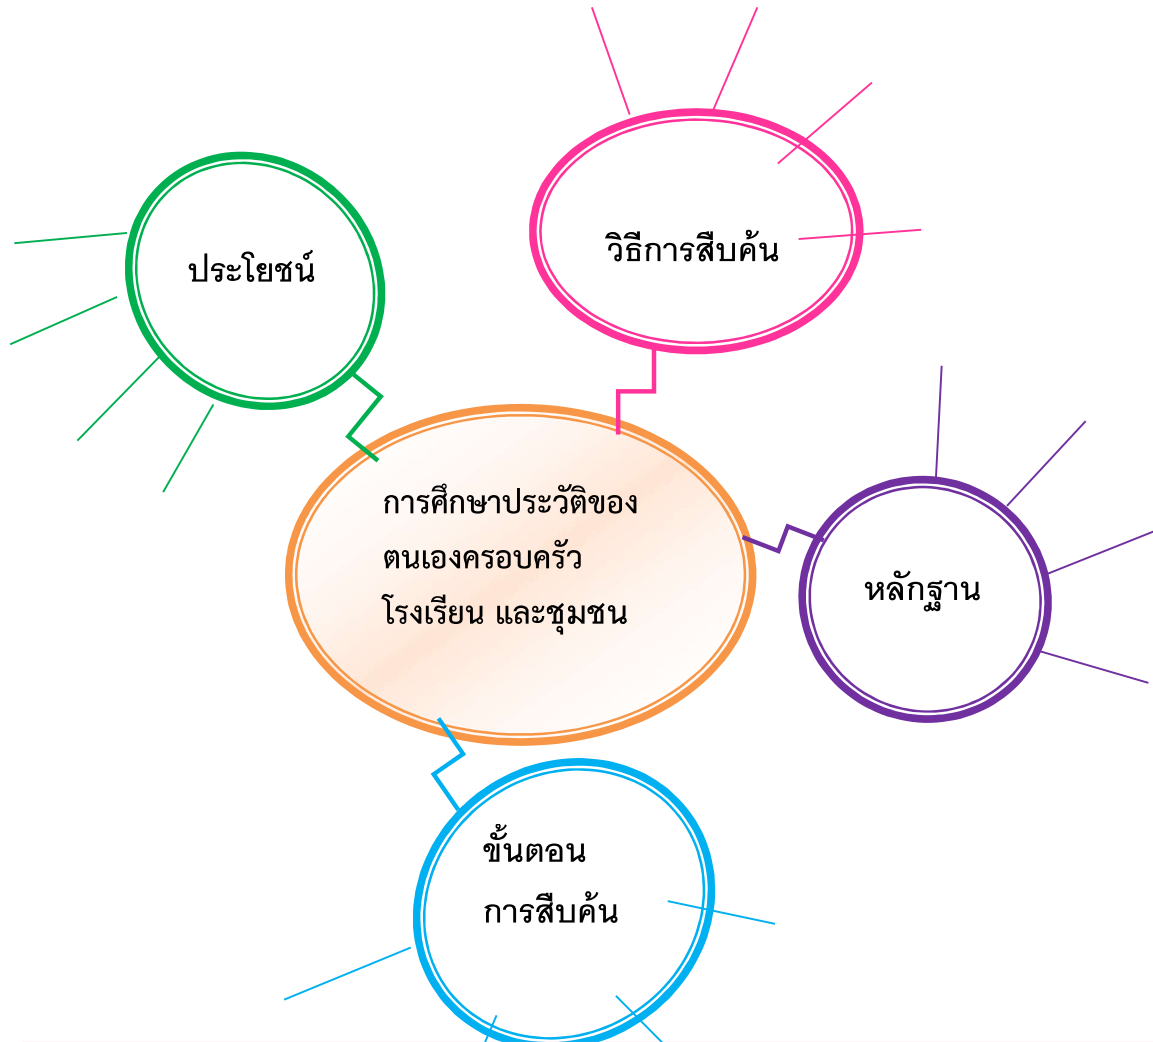 วิธีการสืบค้น
ประโยชน์
การศึกษาประวัติของ
ตนเองครอบครัว
โรงเรียน และชุมชน
หลักฐาน
ขั้นตอน
การสืบค้น